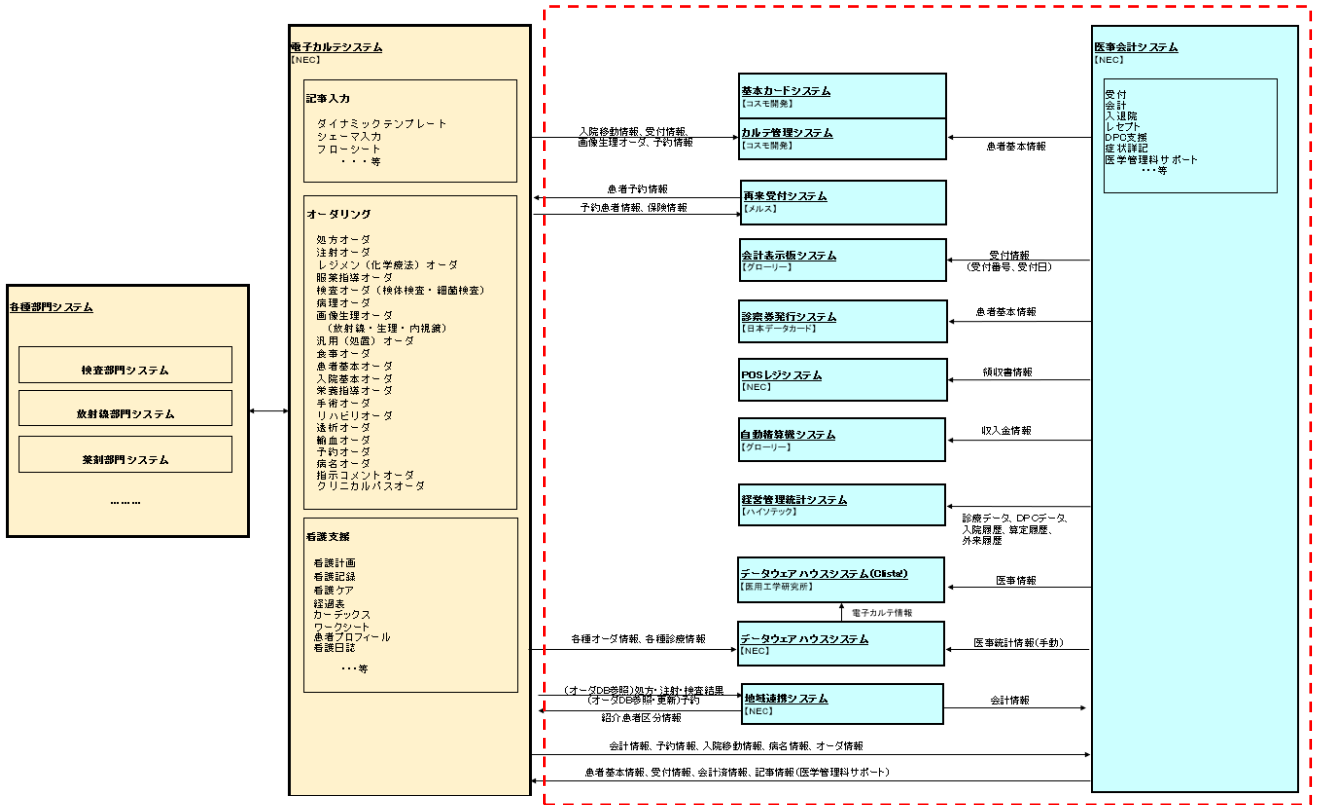 各種部門システム
検査部門システム
放射線部門システム
薬剤部門システム
………
電子カルテシステム
【NEC】
記事入力
ダイナミックテンプレート
シェーマ入力
フローシート
・・・等
オーダリング
処方オーダ
注射オーダ
レジメン（化学療法）オーダ
服薬指導オーダ
検査オーダ（検体検査・細菌検査）
病理オーダ
画像生理オーダ
（放射線・生理・内視鏡）
汎用（処置）オーダ
食事オーダ
患者基本オーダ
入院基本オーダ
栄養指導オーダ
手術オーダ
リハビリオーダ
透析オーダ
輸血オーダ
予約オーダ
病名オーダ
指示コメントオーダ
クリニカルパスオーダ
看護支援
看護計画
看護記録
看護ケア
経過表
カーデックス
ワークシート
患者プロフィール
看護日誌
・・・等
入院移動情報、受付情報、
画像生理オーダ、予約情報
患者予約情報
予約患者情報、保険情報
各種オーダ情報、各種診療情報
(オーダDB参照)処方・注射・検査結果
(オーダDB参照・更新)予約
紹介患者区分情報
会計情報、予約情報、入院移動情報、病名情報、オーダ情報
患者基本情報、受付情報、会計済情報、記事情報(医学管理科サポート)
基本カードシステム
【コスモ開発】
カルテ管理システム
【コスモ開発】
再来受付システム
【メルス】
会計表示板システム
【グローリー】
診察券発行システム
【日本データカード】
POSレジシステム
【NEC】
自動精算機システム
【グローリー】
経営管理統計システム
【ハイソテック】
データウェアハウスシステム(Clista!)
【医用工学研究所】
電子カルテ情報
データウェアハウスシステム
【NEC】
地域連携システム
【NEC】
患者基本情報
受付情報
(受付番号、受付日)
患者基本情報
領収書情報
収入金情報
診療データ、DPCデータ、
入院履歴、算定履歴、
外来履歴
医事情報
医事統計情報(手動)
会計情報
医事会計システム
【NEC】
受付
会計
入退院
レセプト
DPC支援
症状詳記
医学管理科サポート
・・・等